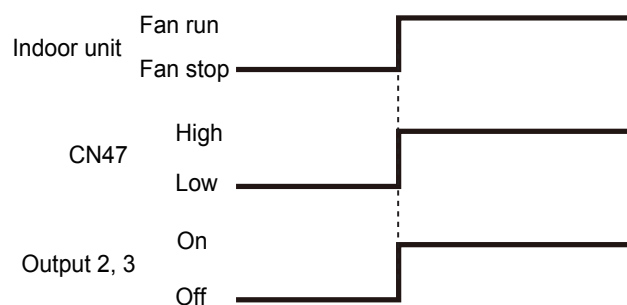 Indoor unit
Fan run
Fan stop
CN47
High
Low
Output 2, 3
On
Off